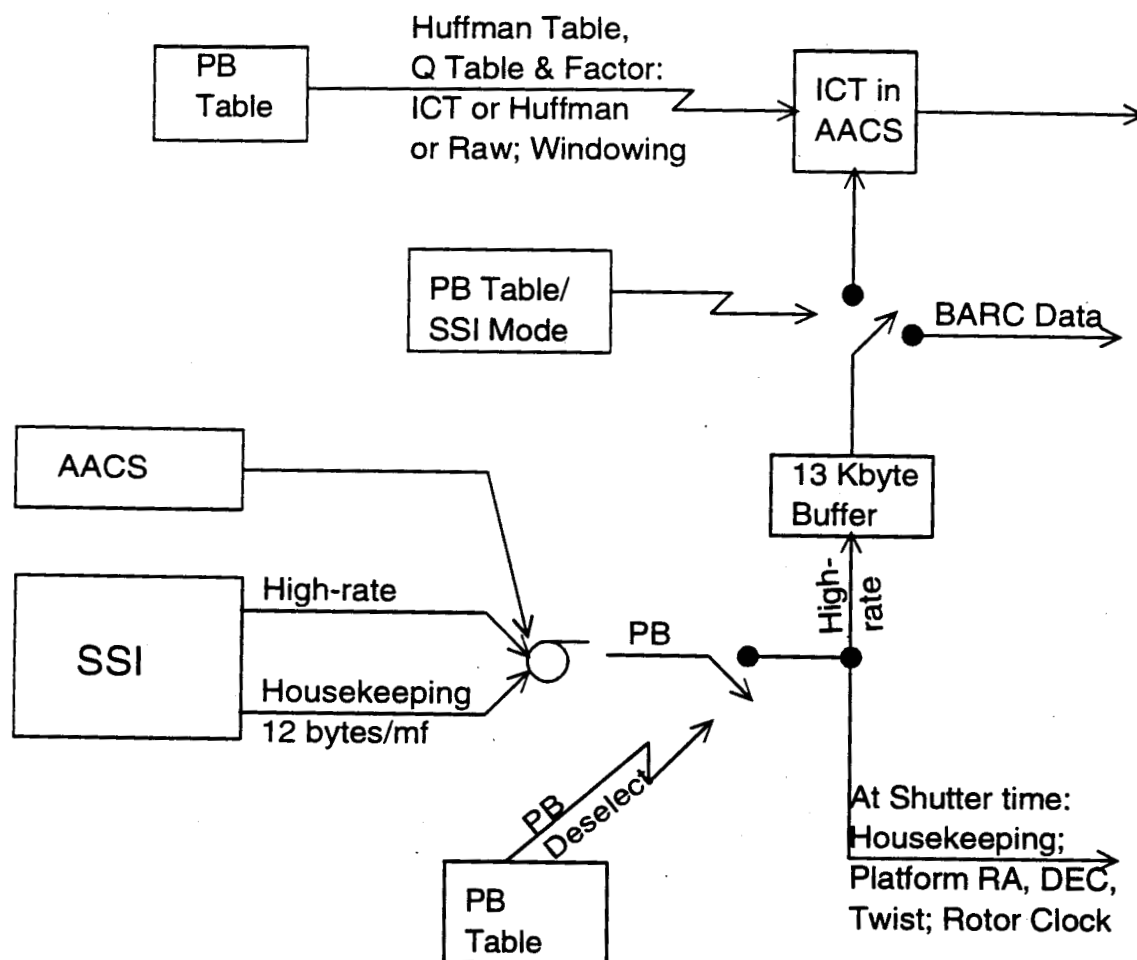 PB
Table
Huffman Table,
Q Table & Factor:
ICT or Huffman
or Raw; Windowing
ICT in
AACS
PB Table/
SSI Mode
BARC Data
AACS
13 Kbyte
Buffer
High-
rate
SSI
High-rate
Housekeeping
12 bytes/mf
PB
PB
Deselect
PB
Table
At Shutter time:
Housekeeping;
Platform RA, DEC,
Twist; Rotor Clock